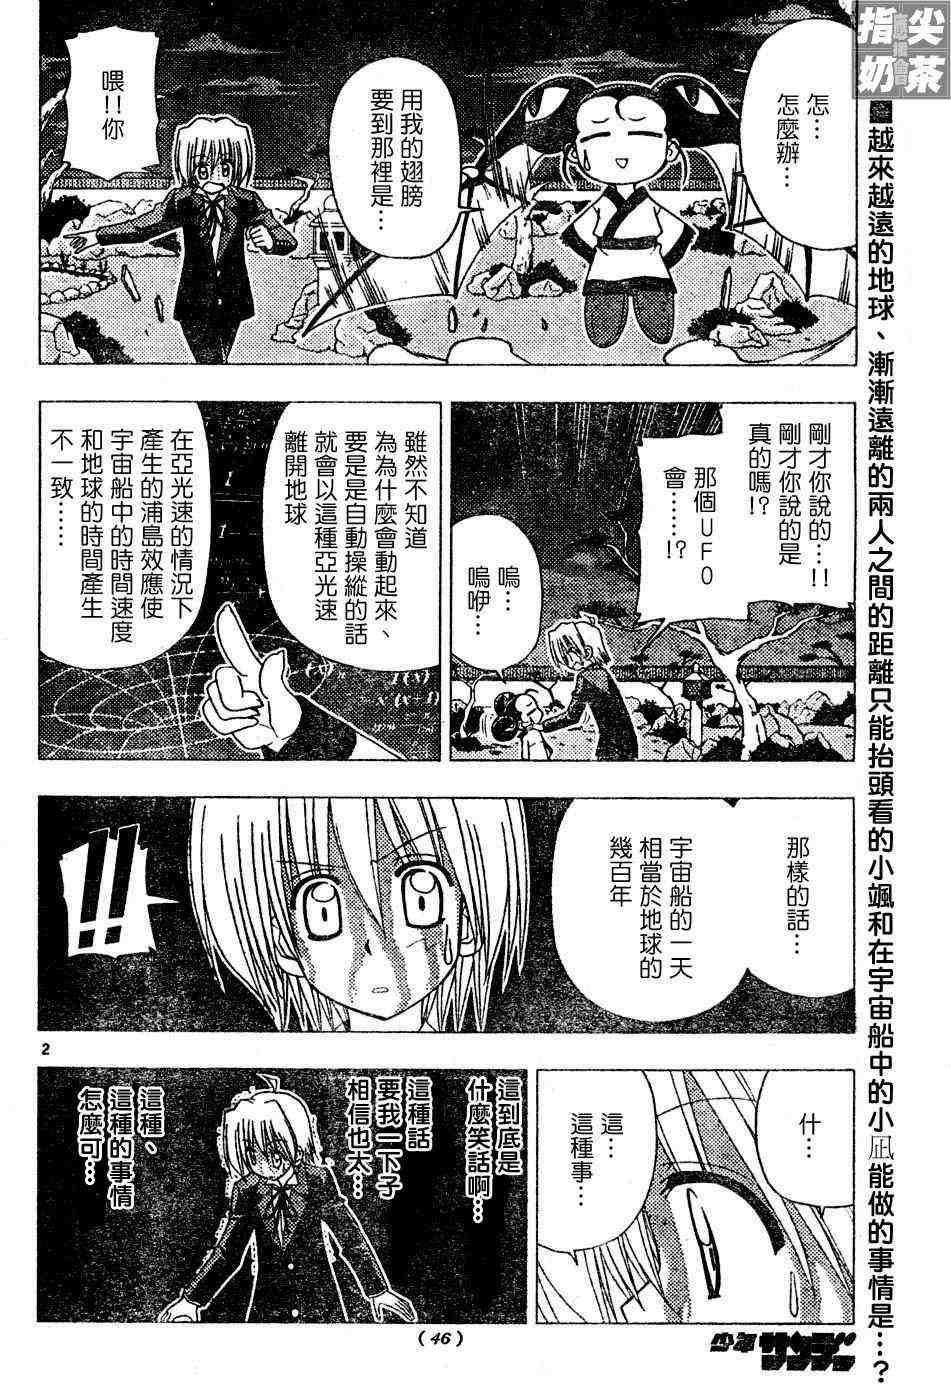 指尖
奶茶
■越來越遠的地球、漸漸遠離的兩人之間的距離只能抬頭看的小颯和在宇宙船中的小凪能做的事情是…？
怎…
怎麼辦…
用我的翅膀
要到那裡是…
喂!!你
剛才你說的…!!
剛才你說的是
真的嗎!?
那個UFO
會……!?
嗚…
嗚咿…
雖然不知道
為為什麼會動起來、
要是是自動操縱的話
就會以這種亞光速
離開地球
在亞光速的情況下
產生的浦島效應使
宇宙船中的時間速度
和地球的時間產生
不一致……
那樣的話…
宇宙船的一天
相當於地球的
幾百年
!!
2
什…
這…
這種事…
這到底是
什麼笑話啊…
這種話
要我一下子
相信也太…
這種、
這種的事情
怎麼可…
(46)
少年サンデー